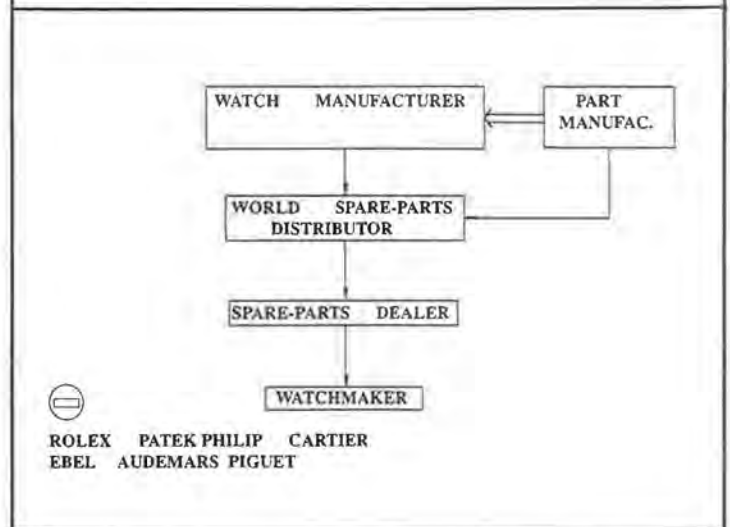 WATCH MANUFACTURER
PART
MANUFAC.
WORLD SPARE-PARTS
DISTRIBUTOR
SPARE-PARTS DEALER
WATCHMAKER
ROLEX PATEK PHILIP CARTIER
EBEL AUDEMARS PIGUET